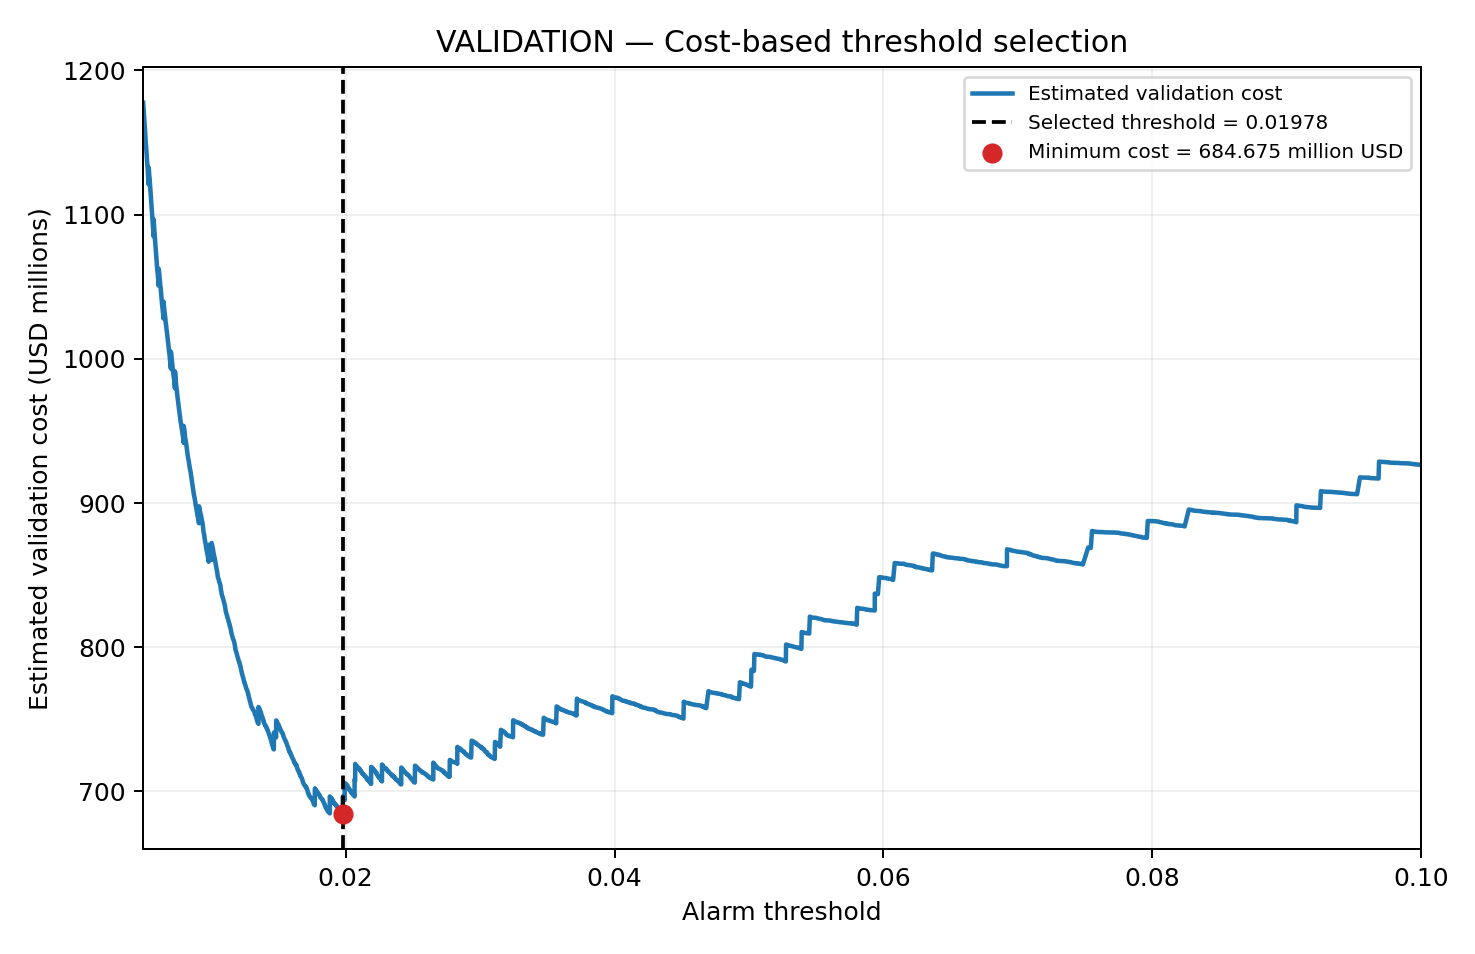 VALIDATION — Cost-based threshold selection
Estimated validation cost
Selected threshold = 0.01978
Minimum cost = 684.675 million USD
Estimated validation cost (USD millions)
1200
1100
1000
900
800
700
0.02 0.04 0.06 0.08 0.10
Alarm threshold